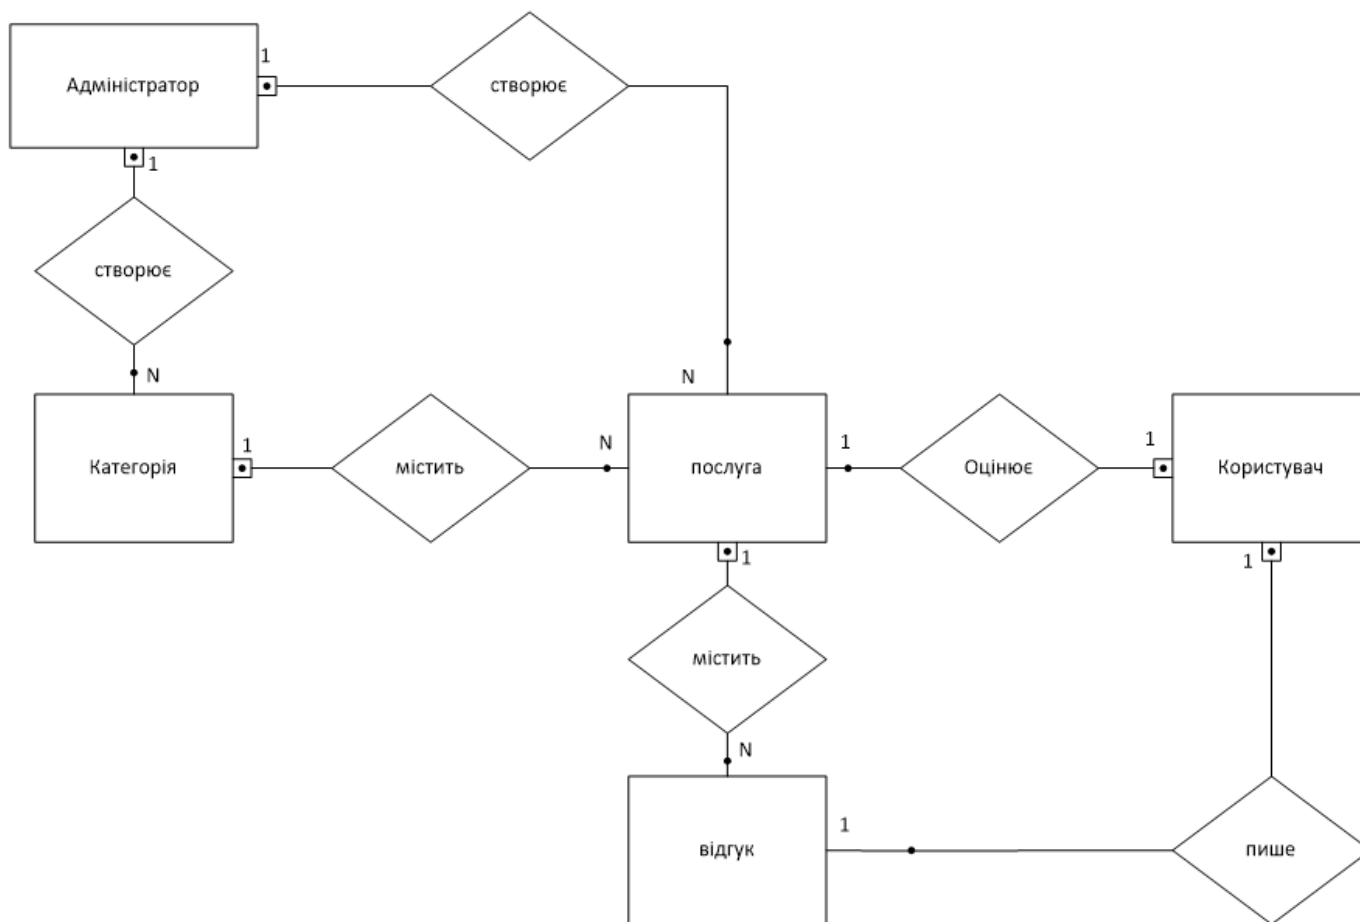 1
Адміністратор
створює
1
створює
N
N
1
N
1
1
Категорія
містить
послуга
Оцінює
Користувач
1
1
містить
N
1
відгук
пише